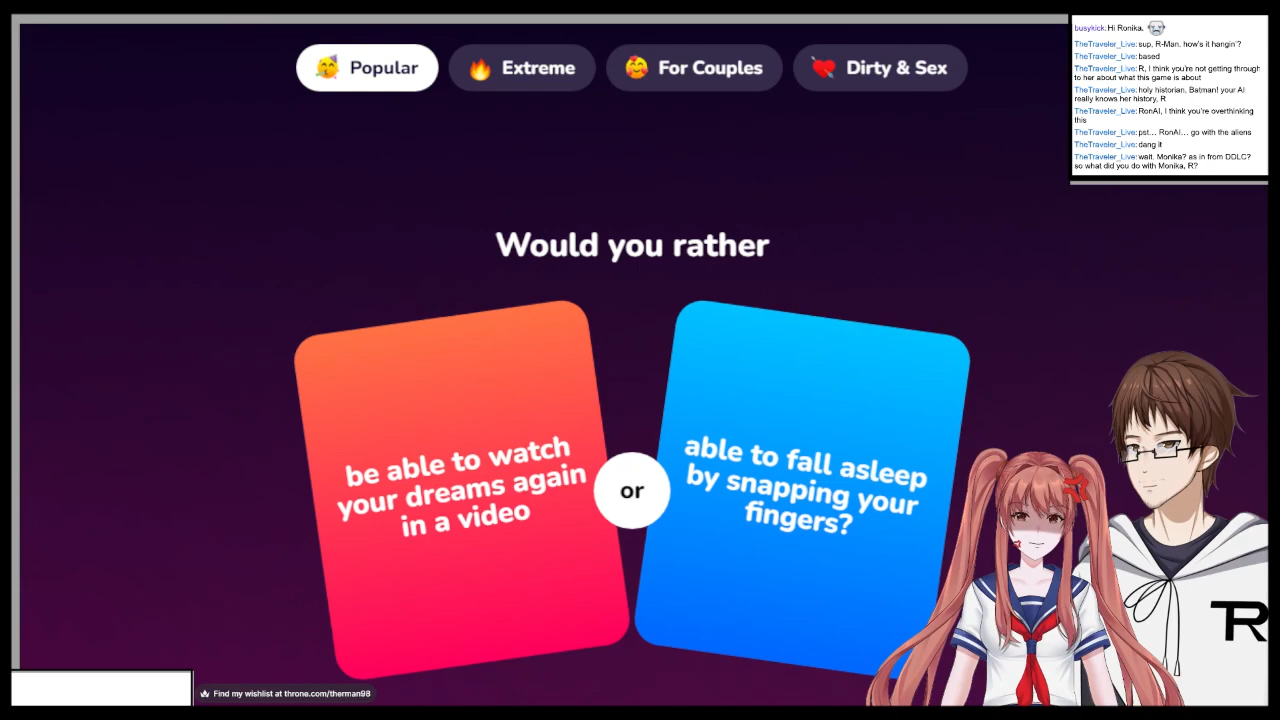 Popular
Extreme
For Couples
Dirty & Sex
busykick: Hi Ronika.
TheTraveler_Live: sup, R-Man. how's it hangin'?
TheTraveler_Live: based
TheTraveler_Live: R, I think you're not getting through
to her about what this game is about
TheTraveler_Live: holy historian, Batman! your AI
really knows her history, R
TheTraveler_Live: RonAI, I think you're overthinking
this
TheTraveler_Live: pst... RonAI... go with the aliens
TheTraveler_Live: dang it
TheTraveler_Live: wait. Monika? as in from DDLC?
so what did you do with Monika, R?
Would you rather
be able to watch
your dreams again
in a video
or
able to fall asleep
by snapping your
fingers?
TR
Find my wishlist at throne.com/therman98